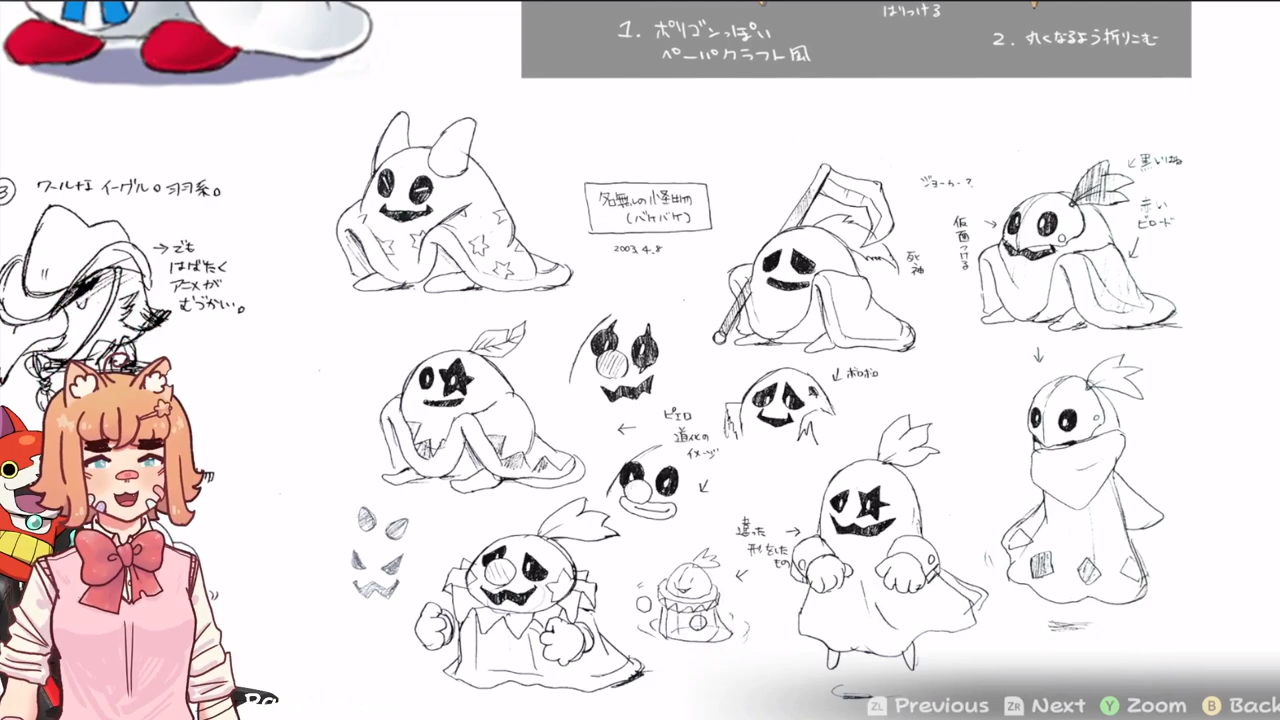 はりつける
1. ポリゴンっぽい
ペーパクラフト風
2. 丸くなるよう折りこむ
3
ワールナエ イーグル。羽系。
→でも
はばたく
アニメが
むづかしい。
名無しの怪物
(バケバケ)
2003.4.8
ジョーカー?
死神
仮面つける
黒いはね
赤い
ビロード
ボロボロ
ピエロ
道化の
イメージ
違った
形をした
もの
ZL Previous ZR Next Y Zoom B Back